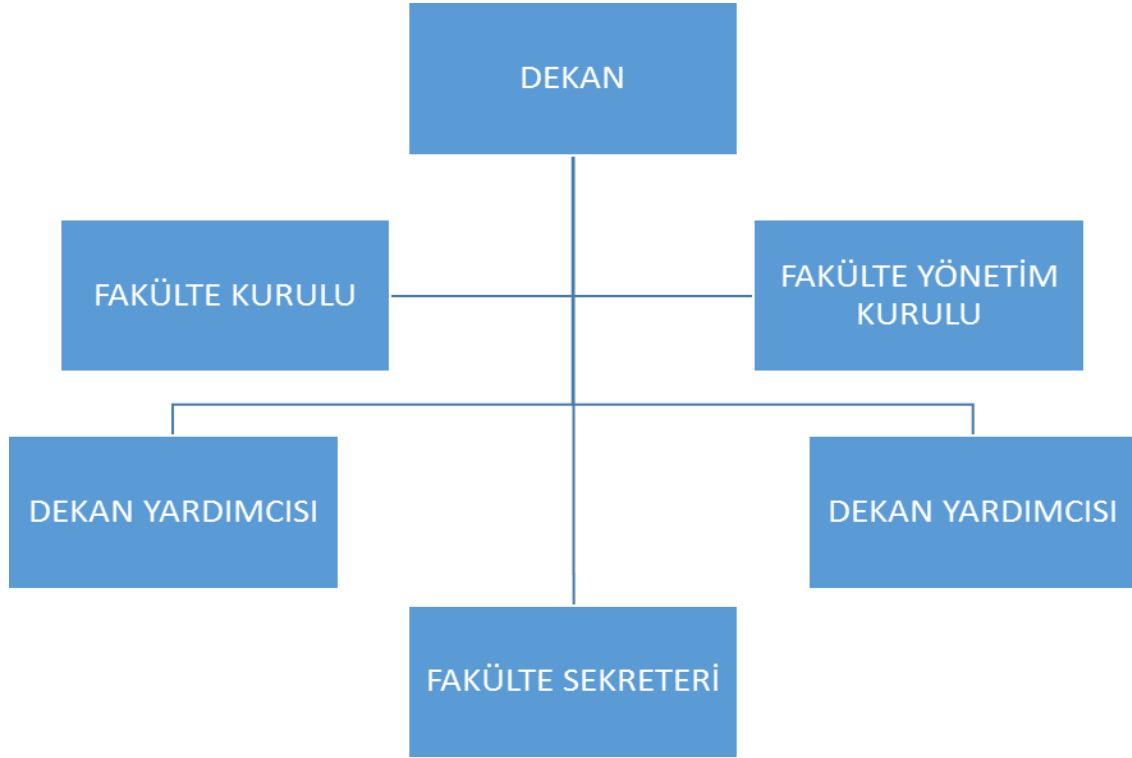 DEKAN
FAKÜLTE KURULU
FAKÜLTE YÖNETİM
KURULU
DEKAN YARDIMCISI
DEKAN YARDIMCISI
FAKÜLTE SEKRETERİ